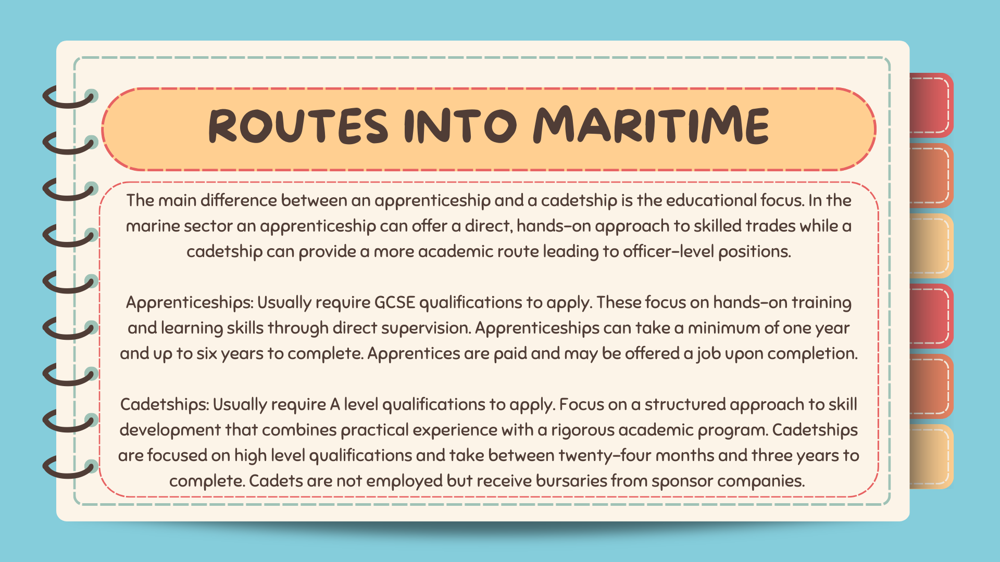 ROUTES INTO MARITIME
The main difference between an apprenticeship and a cadetship is the educational focus. In the
marine sector an apprenticeship can offer a direct, hands-on approach to skilled trades while a
cadetship can provide a more academic route leading to officer-level positions.
Apprenticeships: Usually require GCSE qualifications to apply. These focus on hands-on training
and learning skills through direct supervision. Apprenticeships can take a minimum of one year
and up to six years to complete. Apprentices are paid and may be offered a job upon completion.
Cadetships: Usually require A level qualifications to apply. Focus on a structured approach to skill
development that combines practical experience with a rigorous academic program. Cadetships
are focused on high level qualifications and take between twenty-four months and three years to
complete. Cadets are not employed but receive bursaries from sponsor companies.